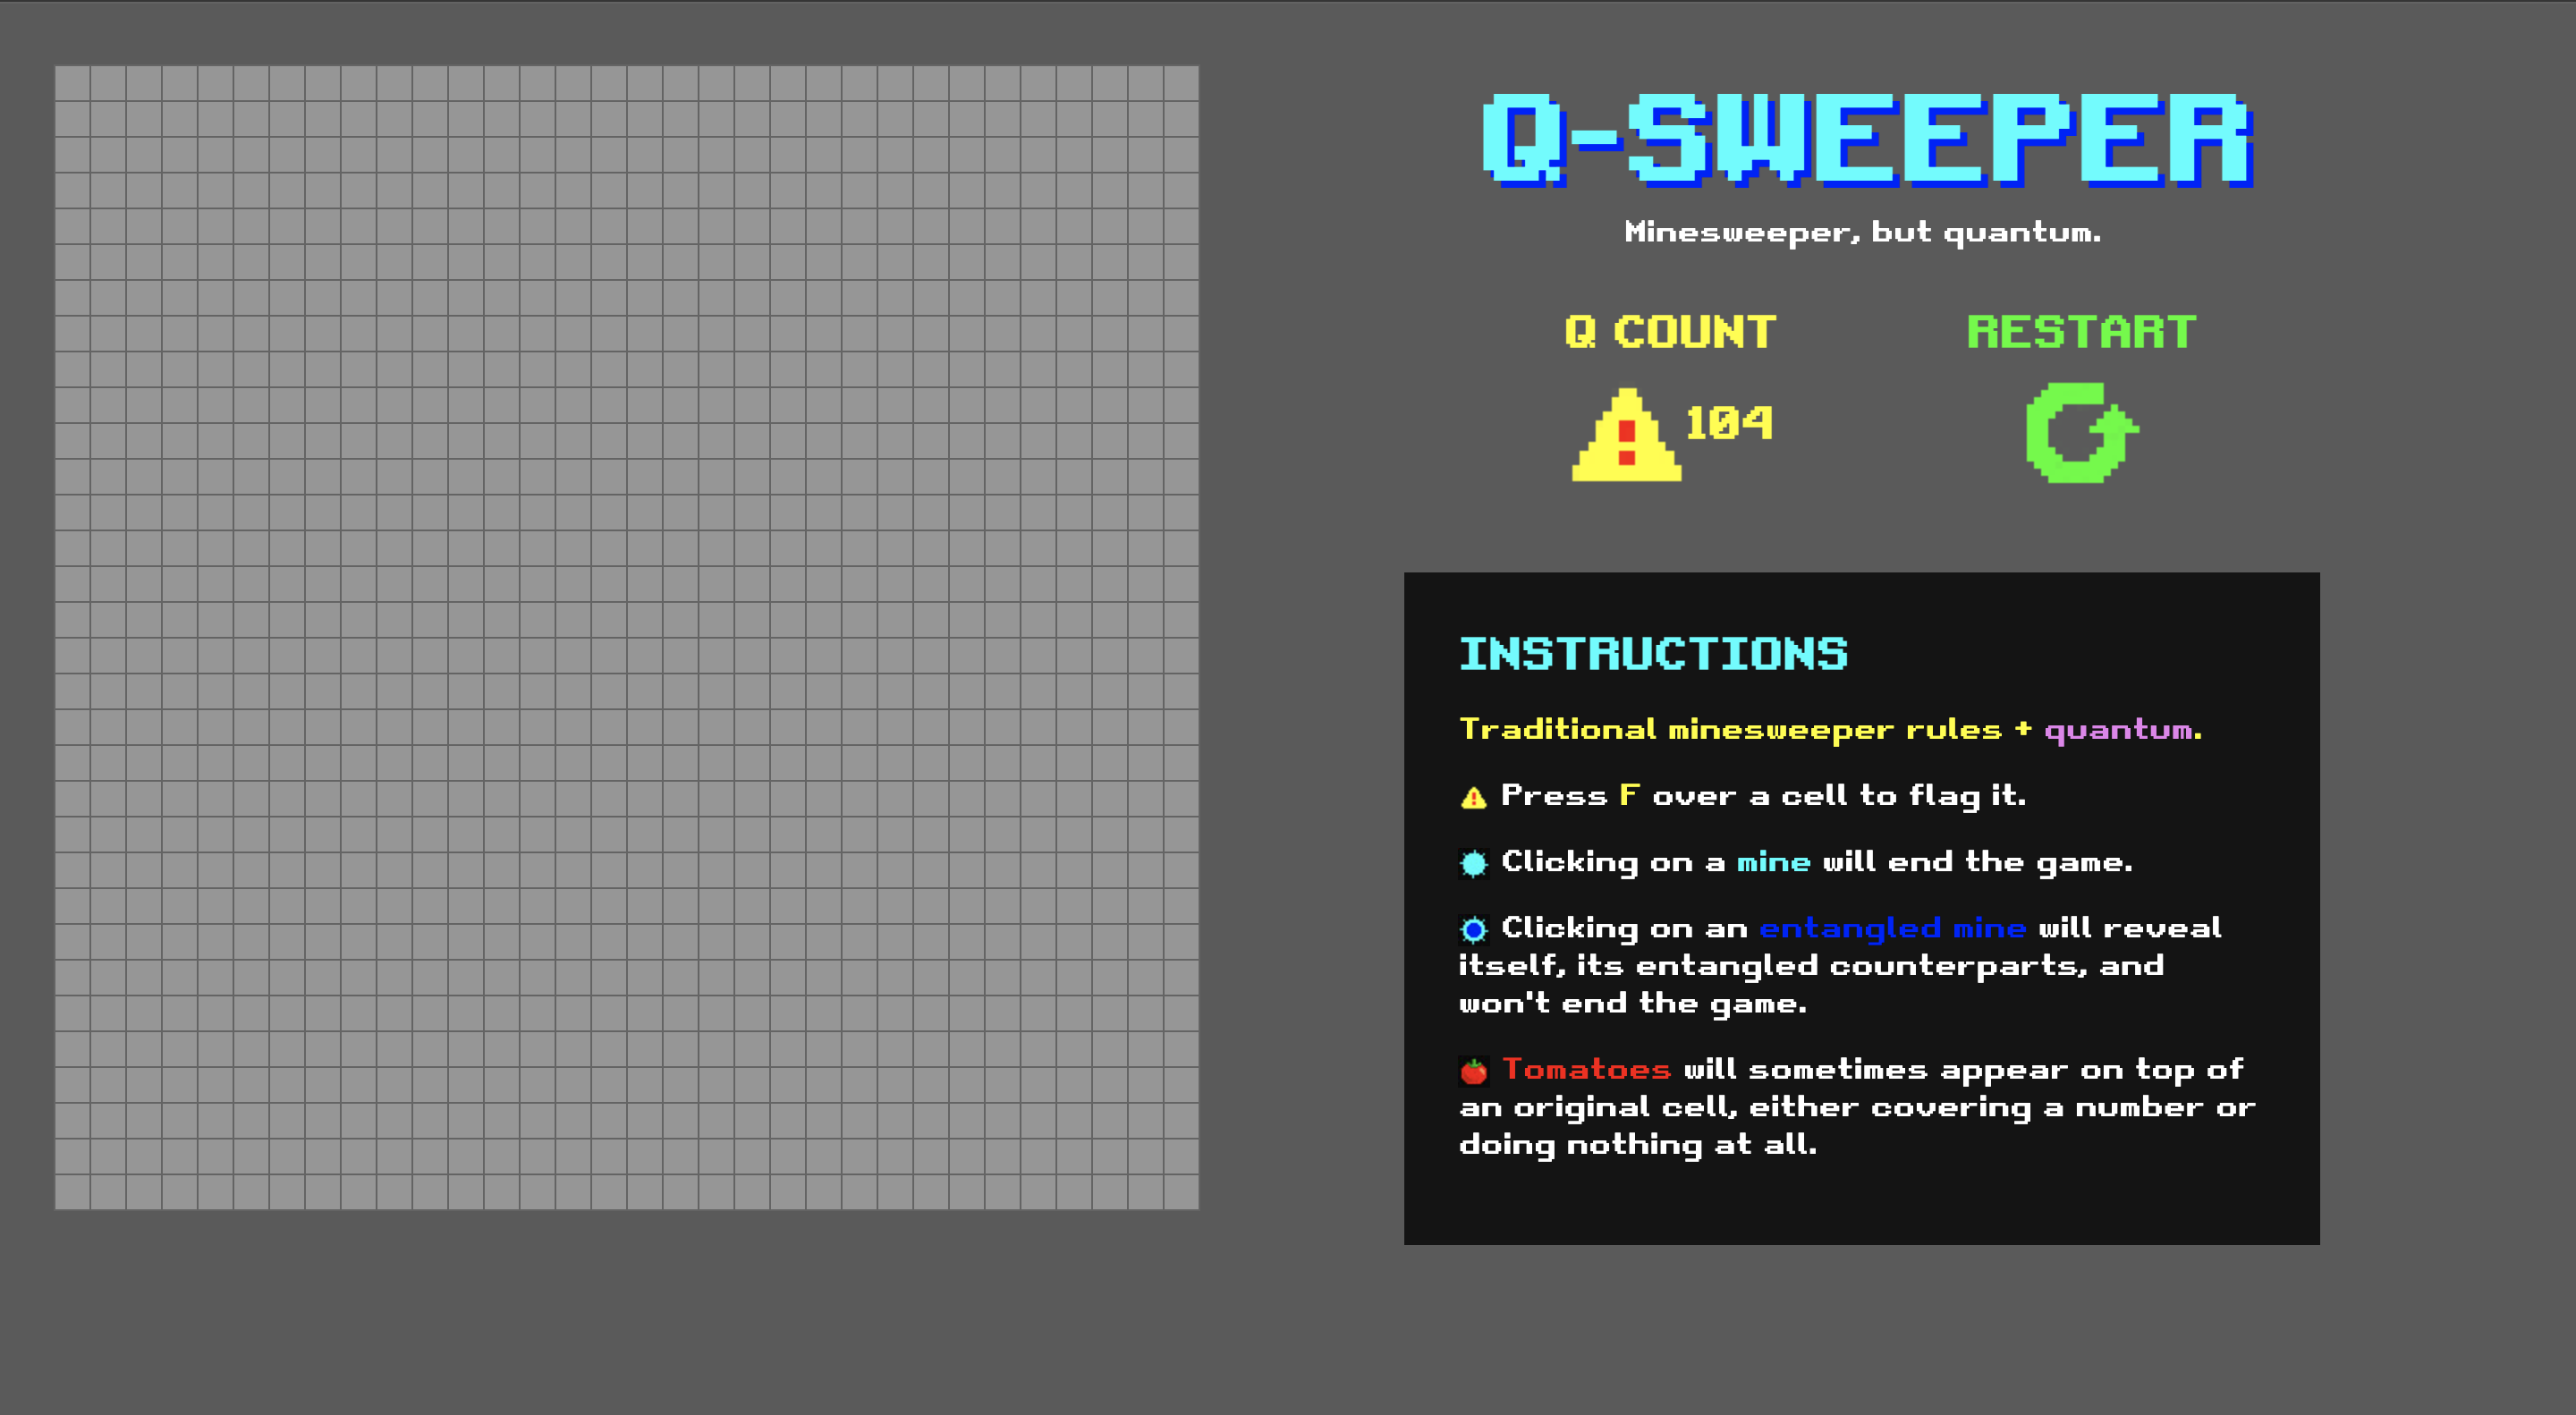 Q-SWEEPER
Minesweeper, but quantum.
Q COUNT
104
RESTART
INSTRUCTIONS
Traditional minesweeper rules + quantum.
Press F over a cell to flag it.
Clicking on a mine will end the game.
Clicking on an entangled mine will reveal
itself, its entangled counterparts, and
won't end the game.
Tomatoes will sometimes appear on top of
an original cell, either covering a number or
doing nothing at all.